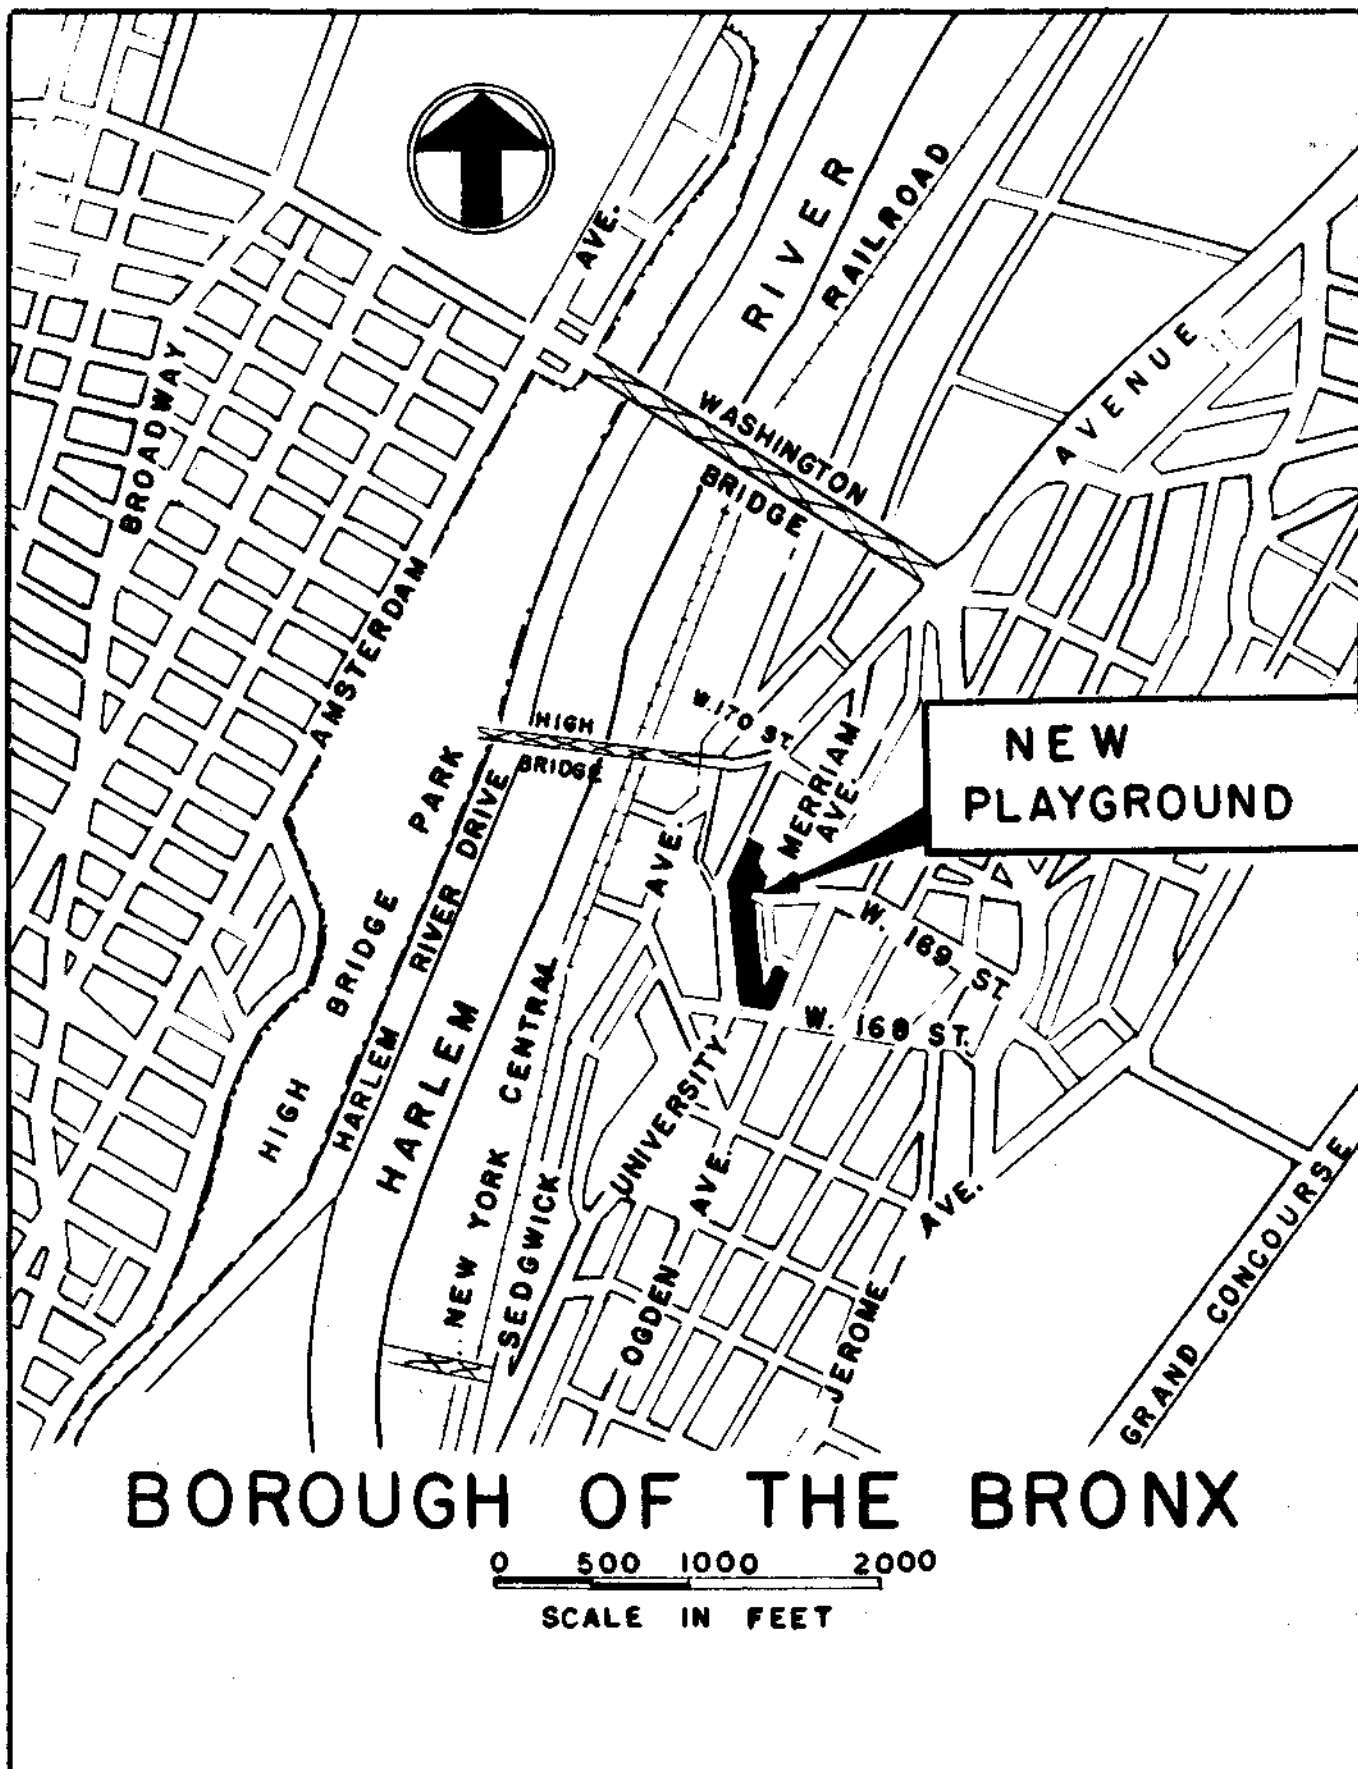 AVE.
RIVER
RAILROAD
AVENUE
BROADWAY
WASHINGTON
BRIDGE
AMSTERDAM
W. 170 ST.
HIGH
BRIDGE
MERRIAM
AVE.
NEW
PLAYGROUND
HIGH BRIDGE PARK
HARLEM RIVER DRIVE
AVE.
W. 169 ST.
W. 168 ST.
HARLEM
NEW YORK CENTRAL
SEDGWICK
UNIVERSITY
OGDEN AVE.
JEROME AVE.
GRAND CONCOURSE
BOROUGH OF THE BRONX
0 500 1000 2000
SCALE IN FEET